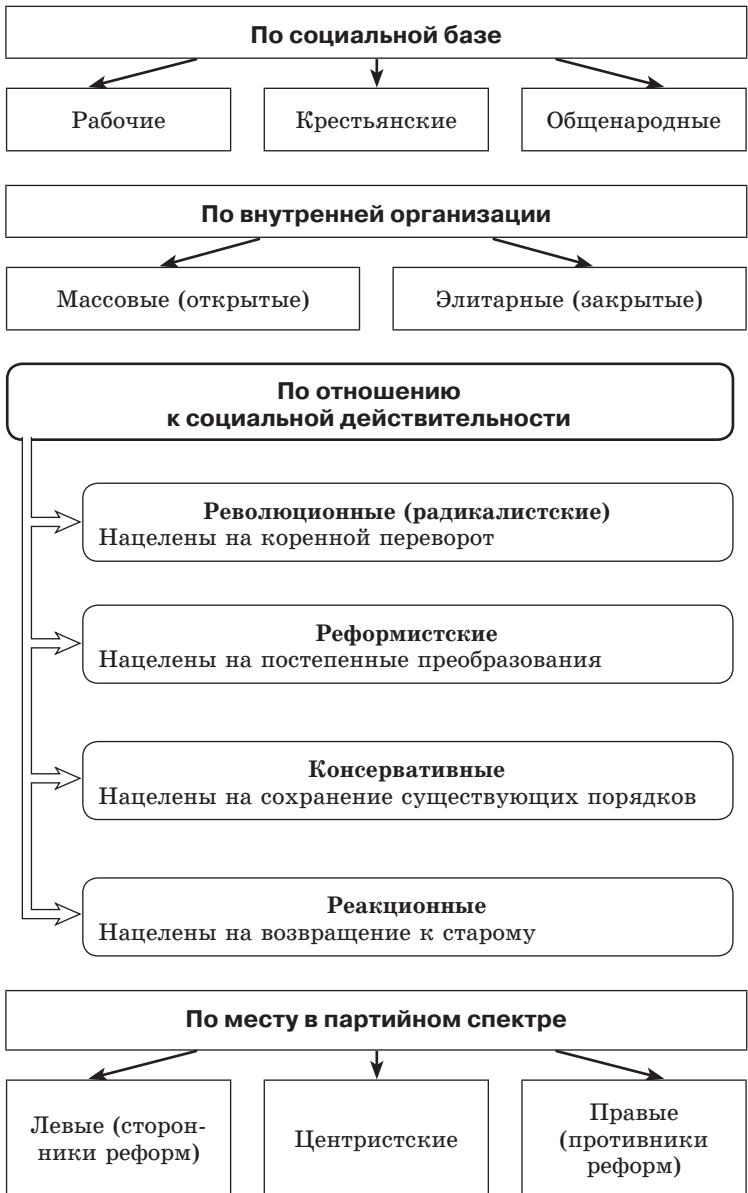 По социальной базе
Рабочие
Крестьянские
Общенародные
По внутренней организации
Массовые (открытые)
Элитарные (закрытые)
По отношению
к социальной действительности
Революционные (радикалистские)
Нацелены на коренной переворот
Реформистские
Нацелены на постепенные преобразования
Консервативные
Нацелены на сохранение существующих порядков
Реакционные
Нацелены на возвращение к старому
По месту в партийном спектре
Левые (сторон-
ники реформ)
Центристские
Правые
(противники
реформ)